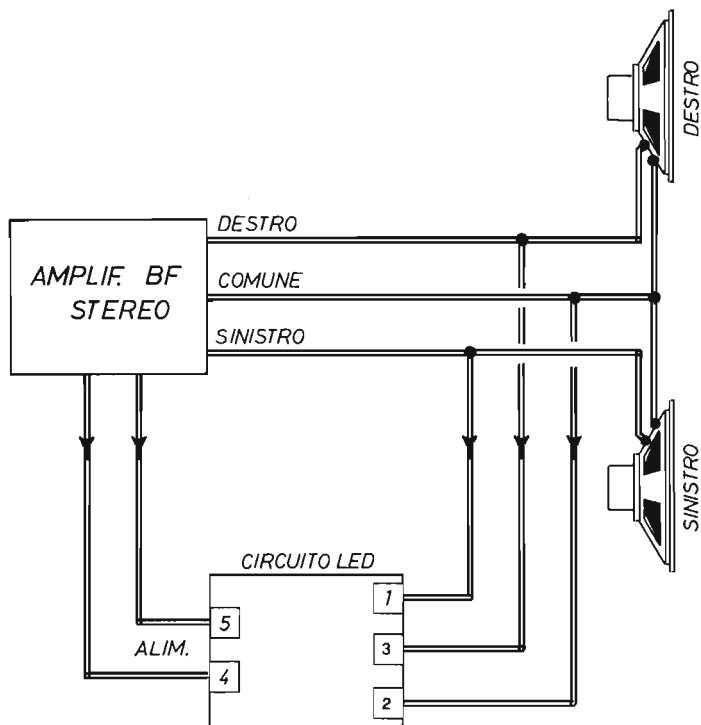 DESTRO
DESTRO
AMPLIF. BF
STEREO
COMUNE
SINISTRO
SINISTRO
CIRCUITO LED
1
5
ALIM.
3
4
2